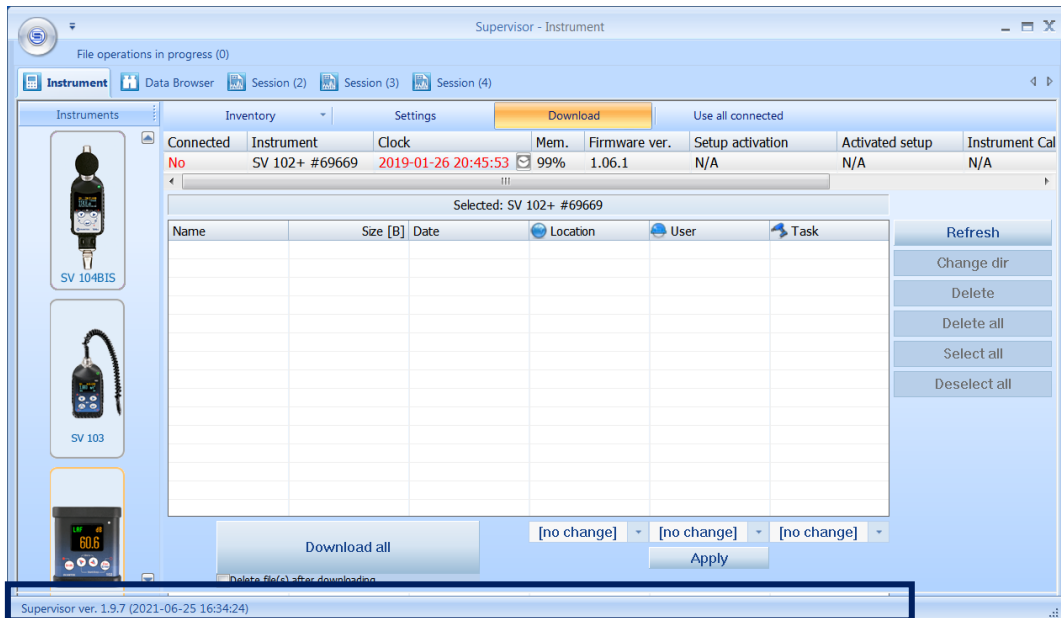 Supervisor - Instrument
File operations in progress (0)
Instrument Data Browser Session (2) Session (3) Session (4)
Instruments Inventory Settings Download Use all connected
Connected Instrument Clock Mem. Firmware ver. Setup activation Activated setup Instrument Cal
No SV 102+ #69669 2019-01-26 20:45:53 99% 1.06.1 N/A N/A N/A
Selected: SV 102+ #69669
Name Size [B] Date Location User Task
Refresh
Change dir
Delete
Delete all
Select all
Deselect all
SV 104BIS
SV 103
60.6
[no change] [no change] [no change]
Download all
Apply
Delete file(s) after downloading
Supervisor ver. 1.9.7 (2021-06-25 16:34:24)